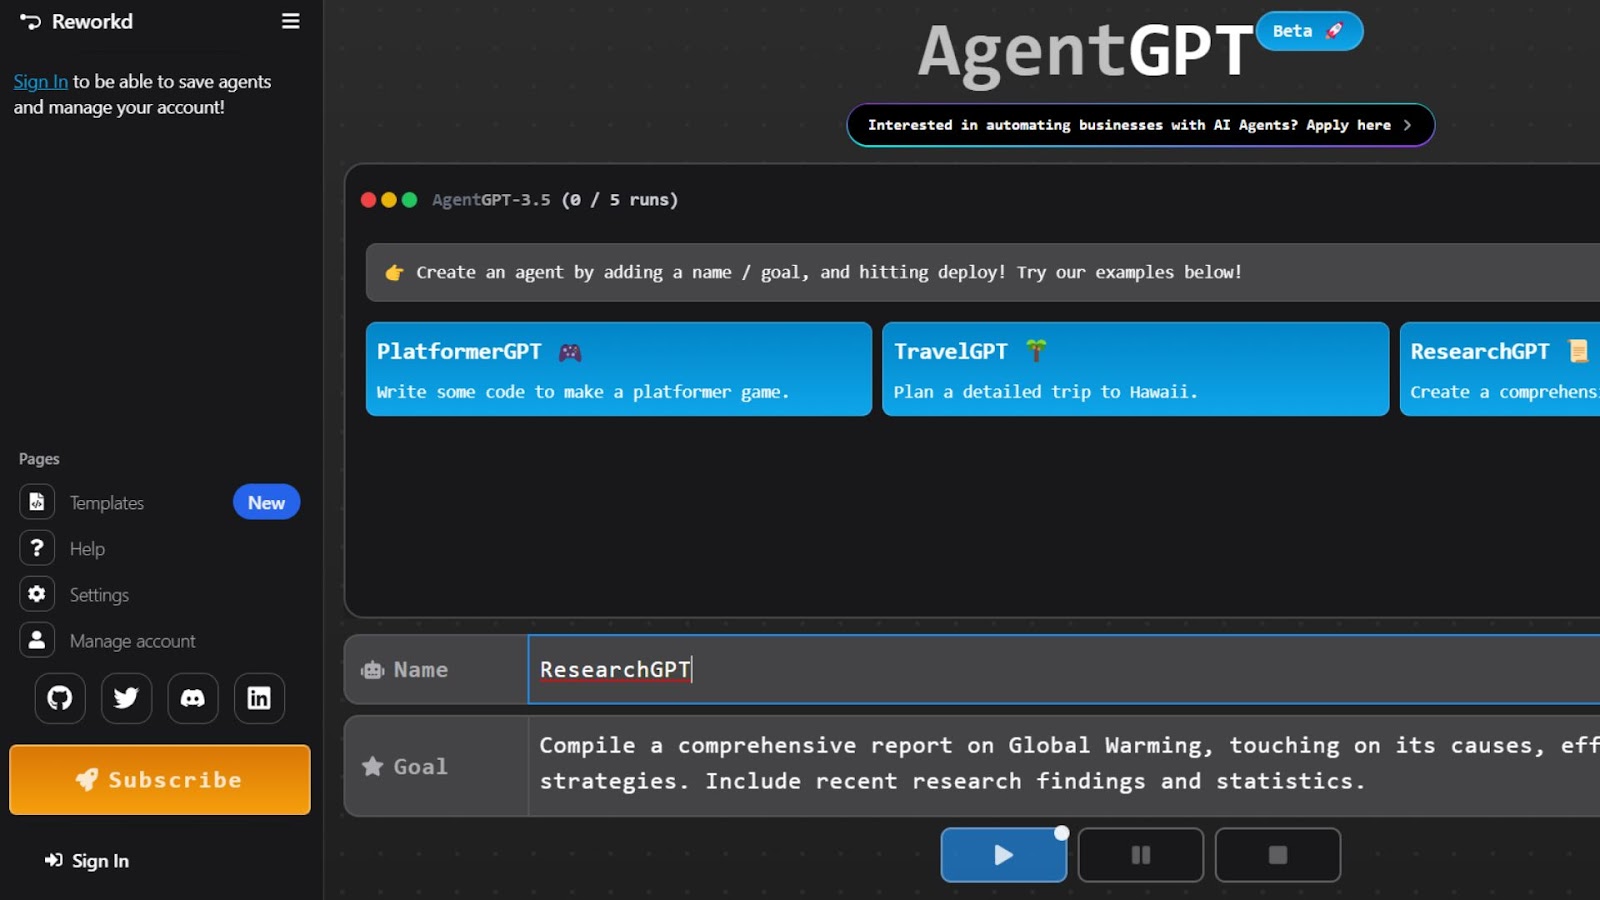 Reworkd
Sign In to be able to save agents
and manage your account!
Pages
Templates
New
Help
Settings
Manage account
Subscribe
Sign In
AgentGPT
Beta
Interested in automating businesses with AI Agents? Apply here
AgentGPT-3.5 (0 / 5 runs)
Create an agent by adding a name / goal, and hitting deploy! Try our examples below!
PlatformerGPT
Write some code to make a platformer game.
TravelGPT
Plan a detailed trip to Hawaii.
ResearchGPT
Create a
Name
ResearchGPT
Goal
Compile a comprehensive report on Global Warming, touching on its causes,
strategies. Include recent research findings and statistics.